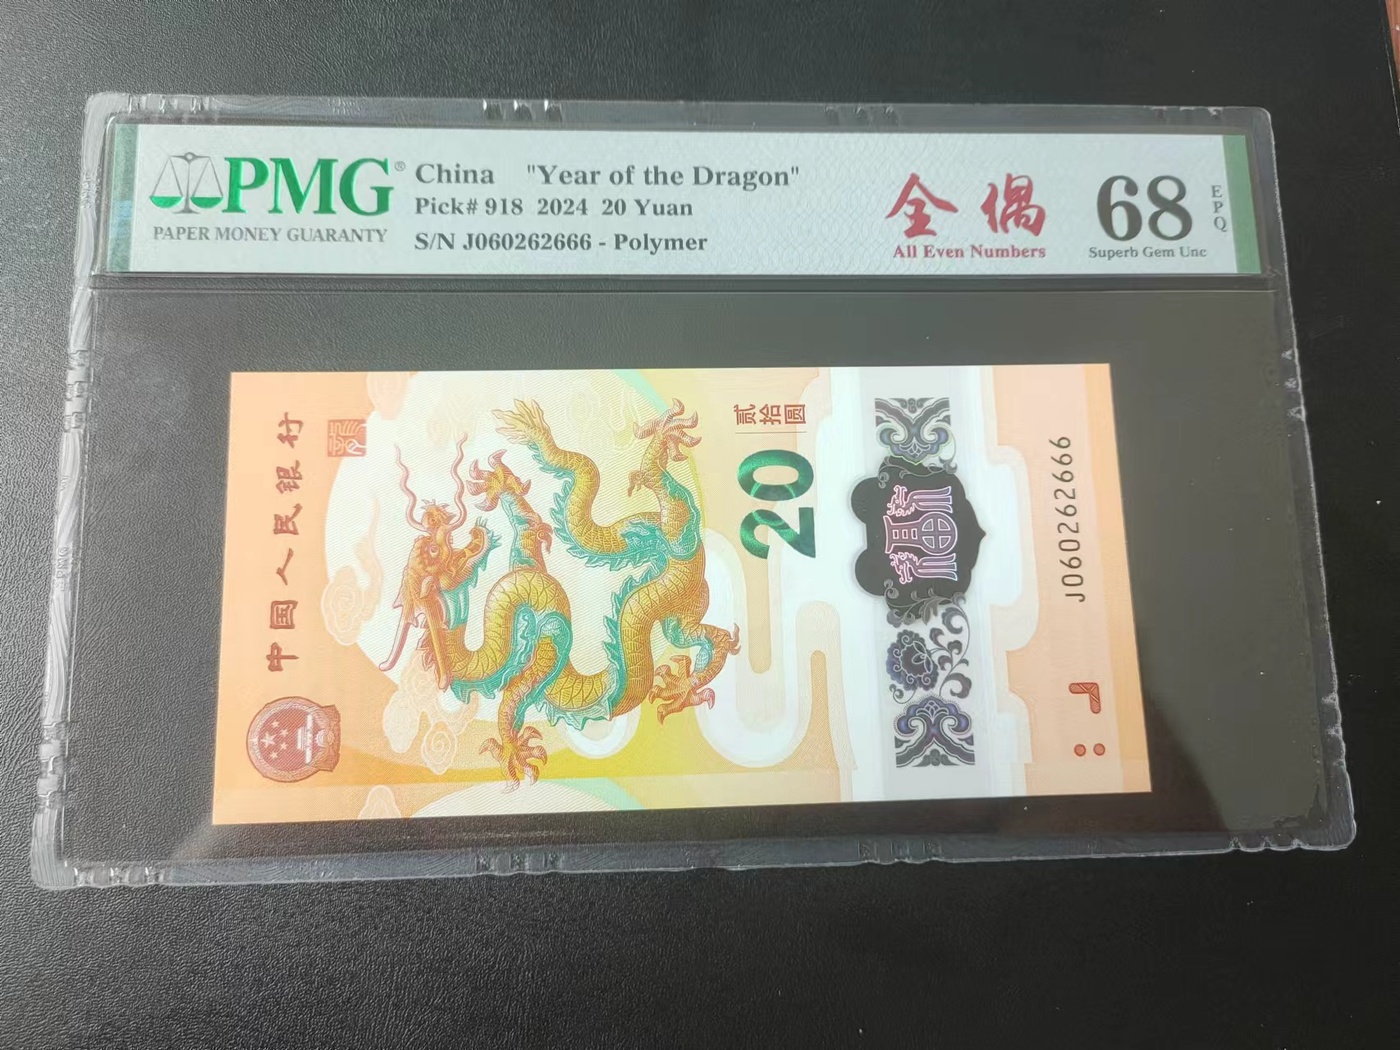 PMG®
PAPER MONEY GUARANTY
China "Year of the Dragon"
Pick# 918 2024 20 Yuan
S/N J060262666 - Polymer
全偶
All Even Numbers
68
EPQ
Superb Gem Unc
中国人民银行
贰拾圆
20
J060262666